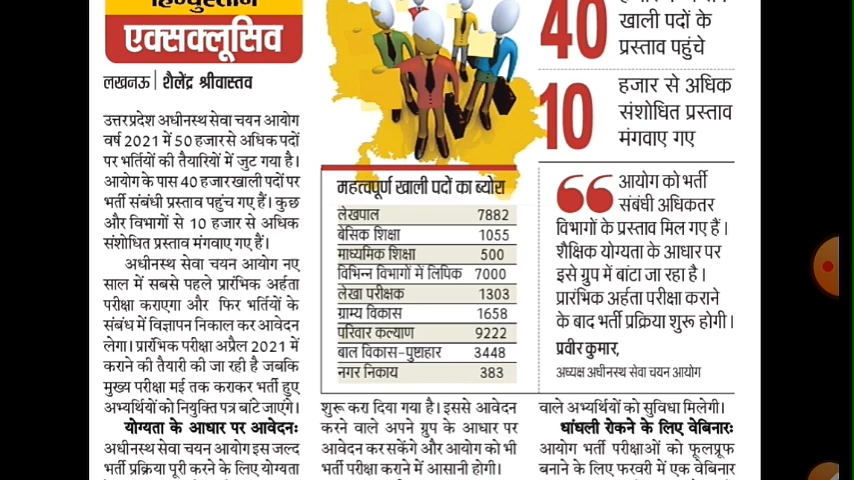 हिन्दुस्तान
एक्सक्लूसिव
लखनऊ | शैलेंद्र श्रीवास्तव
उत्तर प्रदेश अधीनस्थ सेवा चयन आयोग
वर्ष 2021 में 50 हजार से अधिक पदों
पर भर्तियों की तैयारियों में जुट गया है।
आयोग के पास 40 हजार खाली पदों पर
भर्ती संबंधी प्रस्ताव पहुंच गए हैं। कुछ
और विभागों से 10 हजार से अधिक
संशोधित प्रस्ताव मंगवाए गए हैं।
अधीनस्थ सेवा चयन आयोग नए
साल में सबसे पहले प्रारंभिक अर्हता
परीक्षा कराएगा और फिर भर्तियों के
संबंध में विज्ञापन निकाल कर आवेदन
लेगा। प्रारंभिक परीक्षा अप्रैल 2021 में
कराने की तैयारी की जा रही है जबकि
मुख्य परीक्षा मई तक कराकर भर्ती हुए
अभ्यर्थियों को नियुक्ति पत्र बांटे जाएंगे।
योग्यता के आधार पर आवेदन:
अधीनस्थ सेवा चयन आयोग इस जल्द
भर्ती प्रक्रिया पूरी करने के लिए योग्यता
महत्वपूर्ण खाली पदों का ब्योरा
लेखपाल 7882
बेसिक शिक्षा 1055
माध्यमिक शिक्षा 500
विभिन्न विभागों में लिपिक 7000
लेखा परीक्षक 1303
ग्राम्य विकास 1658
परिवार कल्याण 9222
बाल विकास-पुष्टाहार 3448
नगर निकाय 383
शुरू करा दिया गया है। इससे आवेदन
करने वाले अपने ग्रुप के आधार पर
आवेदन कर सकेंगे और आयोग को भी
भर्ती परीक्षा कराने में आसानी होगी।
40
खाली पदों के
प्रस्ताव पहुंचे
10
हजार से अधिक
संशोधित प्रस्ताव
मंगवाए गए
आयोग को भर्ती
संबंधी अधिकतर
विभागों के प्रस्ताव मिल गए हैं।
शैक्षिक योग्यता के आधार पर
इसे ग्रुप में बांटा जा रहा है।
प्रारंभिक अर्हता परीक्षा कराने
के बाद भर्ती प्रक्रिया शुरू होगी।
प्रवीर कुमार,
अध्यक्ष अधीनस्थ सेवा चयन आयोग
वाले अभ्यर्थियों को सुविधा मिलेगी।
धांधली रोकने के लिए वेबिनार:
आयोग भर्ती परीक्षाओं को फूलप्रूफ
बनाने के लिए फरवरी में एक वेबिनार